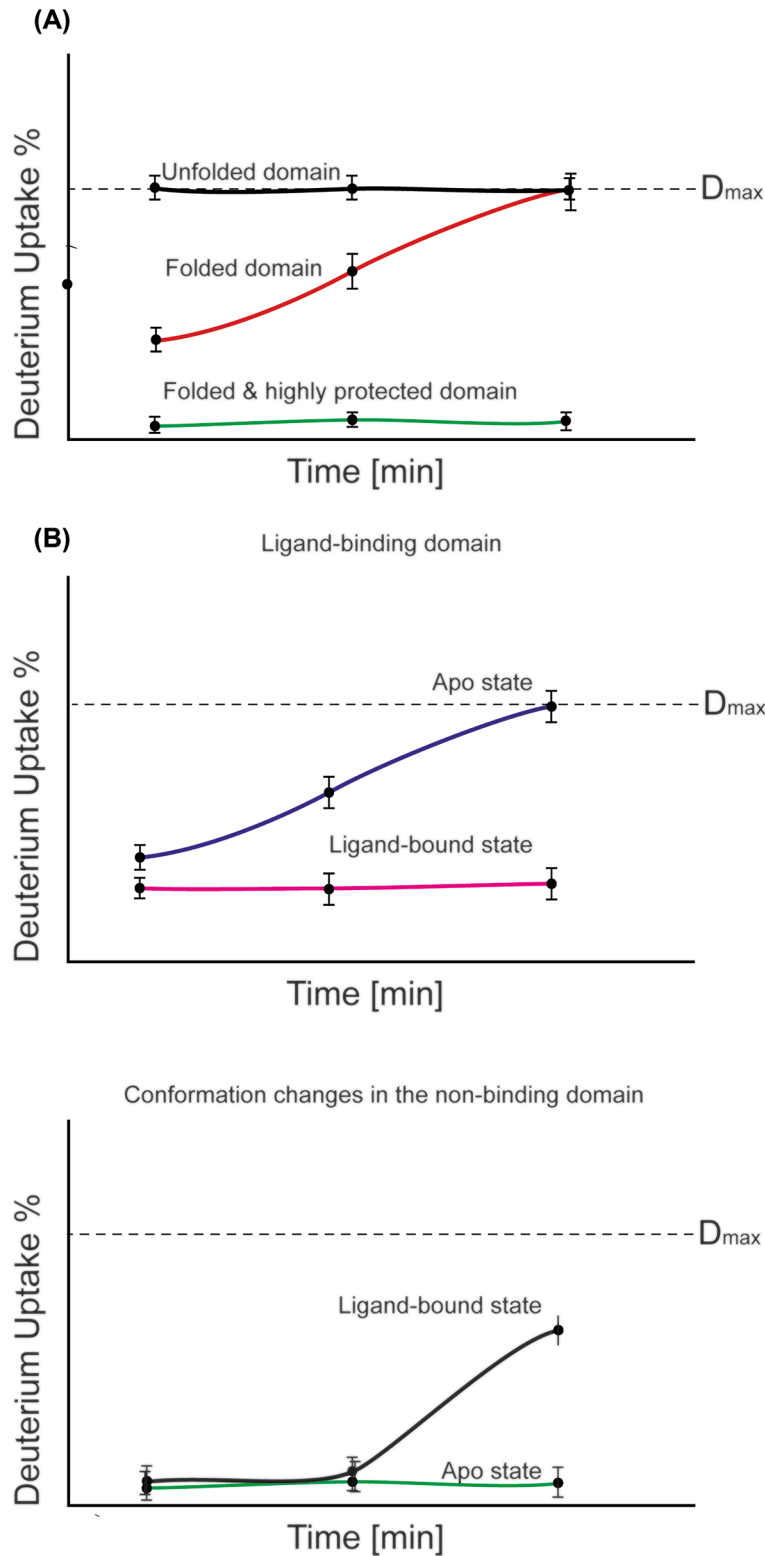 (A)
Deuterium Uptake %
Unfolded domain
Dmax
Folded domain
Folded & highly protected domain
Time [min]
(B)
Ligand-binding domain
Deuterium Uptake %
Apo state
Dmax
Ligand-bound state
Time [min]
Conformation changes in the non-binding domain
Deuterium Uptake %
Dmax
Ligand-bound state
Apo state
Time [min]